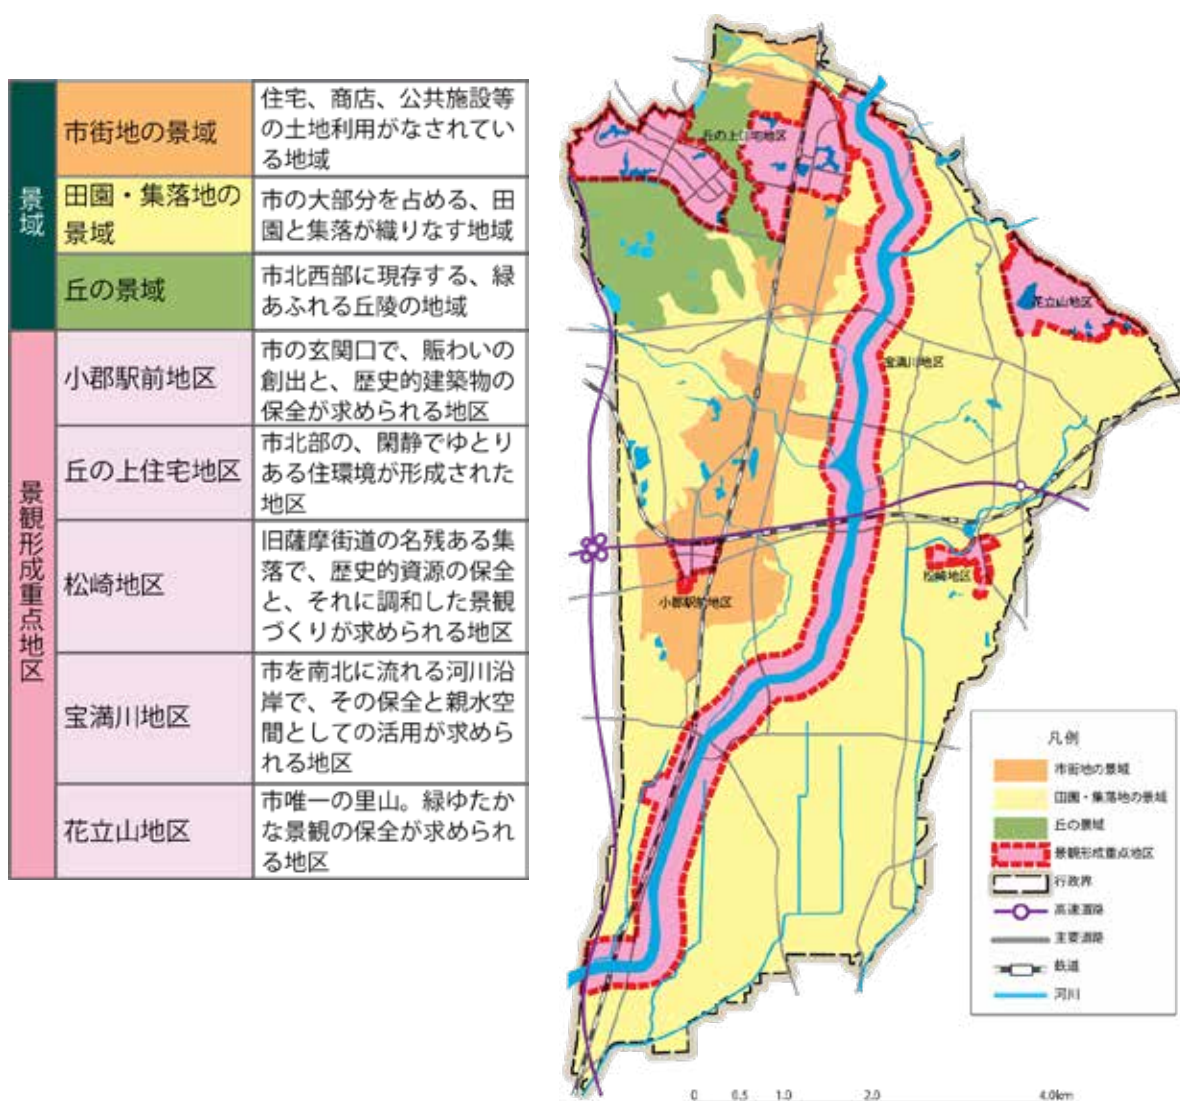 景域
市街地の景域
住宅、商店、公共施設等
の土地利用がなされてい
る地域
田園・集落地の
景域
市の大部分を占める、田
園と集落が織りなす地域
丘の景域
市北西部に現存する、緑
あふれる丘陵の地域
景観形成重点地区
小郡駅前地区
市の玄関口で、賑わいの
創出と、歴史的建築物の
保全が求められる地区
丘の上住宅地区
市北部の、閑静でゆとり
ある住環境が形成された
地区
松崎地区
旧薩摩街道の名残ある集
落で、歴史的資源の保全
と、それに調和した景観
づくりが求められる地区
宝満川地区
市を南北に流れる河川沿
岸で、その保全と親水空
間としての活用が求めら
れる地区
花立山地区
市唯一の里山。緑ゆたか
な景観の保全が求められ
る地区
丘の上住宅地区
花立山地区
宝満川地区
松崎地区
小郡駅前地区
凡例
市街地の景域
田園・集落地の景域
丘の景域
景観形成重点地区
行政界
高速道路
主要道路
鉄道
河川
0 0.5 1.0 2.0 4.0km